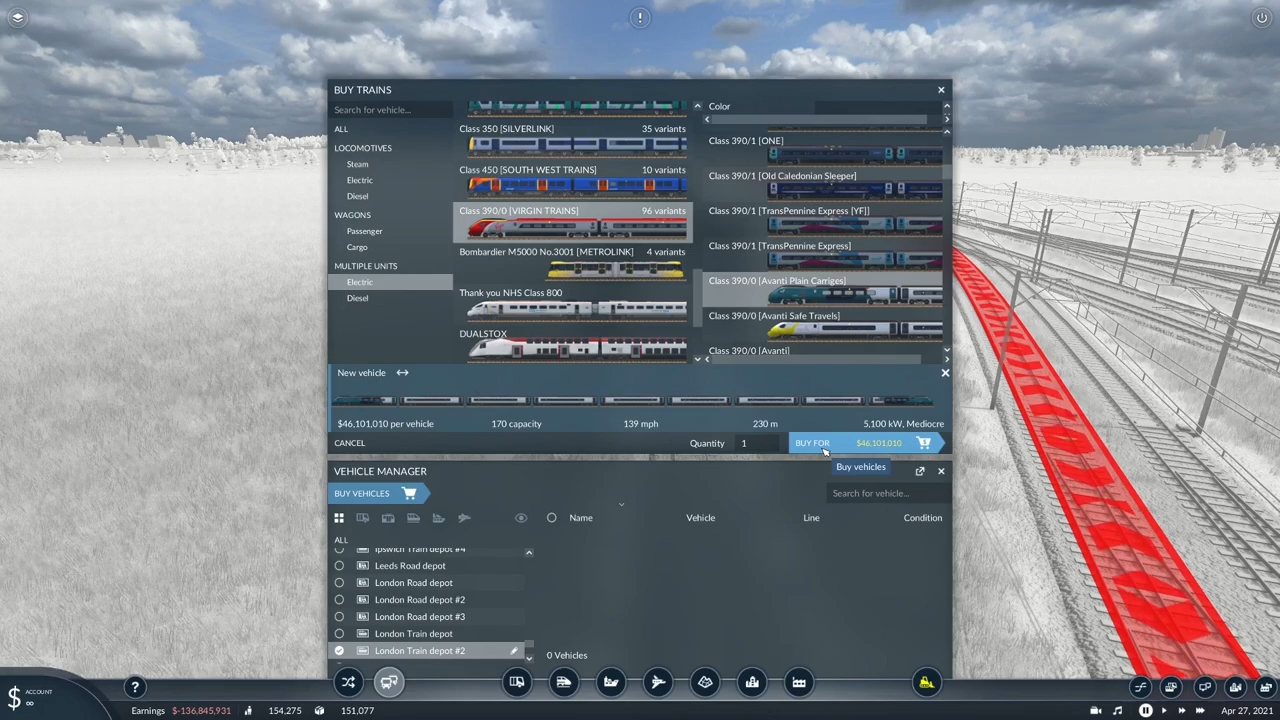 BUY TRAINS
Search for vehicle...
ALL
LOCOMOTIVES
Steam
Electric
Diesel
WAGONS
Passenger
Cargo
MULTIPLE UNITS
Electric
Diesel
Class 350 [SILVERLINK] 35 variants
Class 450 [SOUTH WEST TRAINS] 10 variants
Class 390/0 [VIRGIN TRAINS] 96 variants
Bombardier M5000 No.3001 [METROLINK] 4 variants
Thank you NHS Class 800
DUALSTOX
Color
Class 390/1 [ONE]
Class 390/1 [Old Caledonian Sleeper]
Class 390/1 [TransPennine Express [YF]]
Class 390/1 [TransPennine Express]
Class 390/0 [Avanti Plain Carriges]
Class 390/0 [Avanti Safe Travels]
Class 390/0 [Avanti]
New vehicle
$46,101,010 per vehicle 170 capacity 139 mph 230 m 5,100 kW, Mediocre
CANCEL Quantity 1 BUY FOR $46,101,010
Buy vehicles
VEHICLE MANAGER
BUY VEHICLES Search for vehicle...
Name Vehicle Line Condition
ALL
Ipswich Train depot #4
Leeds Road depot
London Road depot
London Road depot #2
London Road depot #3
London Train depot
London Train depot #2
0 Vehicles
$ ACCOUNT
∞
?
Earnings $-136,845,931 154,275 151,077 Apr 27, 2021